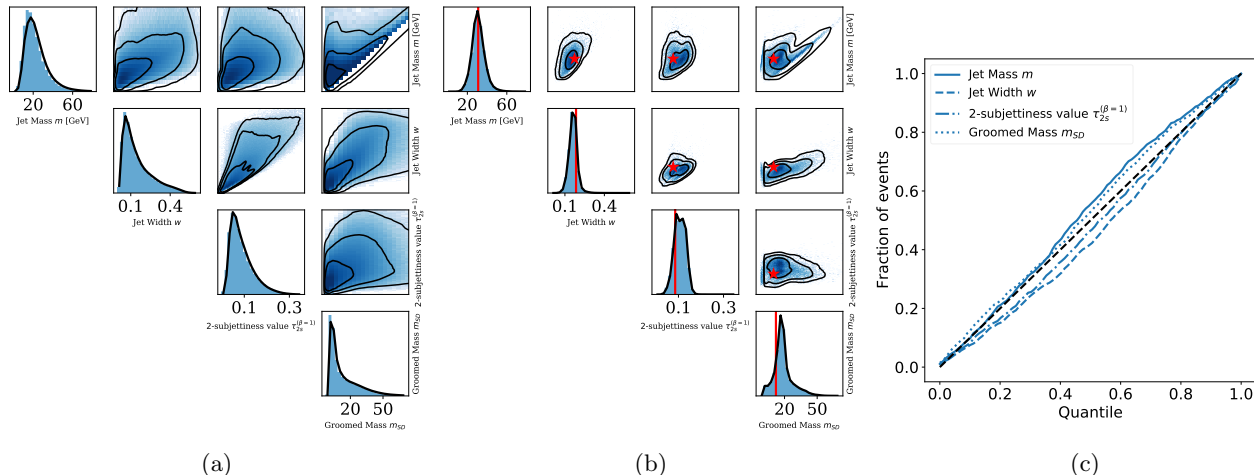 Jet Mass m [GeV]
20 60
Jet Mass m [GeV]
Jet Width w
0.1 0.4
Jet Width w
2-subjettiness value τ_{2s}^{(β=1)}
0.1 0.3
2-subjettiness value τ_{2s}^{(β=1)}
Groomed Mass m_{SD}
20 50
Groomed Mass m_{SD}
(a)
Jet Mass m [GeV]
20 60
Jet Mass m [GeV]
Jet Width w
0.1 0.4
Jet Width w
2-subjettiness value τ_{2s}^{(β=1)}
0.1 0.3
2-subjettiness value τ_{2s}^{(β=1)}
Groomed Mass m_{SD}
20 50
Groomed Mass m_{SD}
(b)
Jet Mass m
Jet Width w
2-subjettiness value τ_{2s}^{(β=1)}
Groomed Mass m_{SD}
Fraction of events
1.0
0.8
0.6
0.4
0.2
0.0
0.0 0.2 0.4 0.6 0.8 1.0
Quantile
(c)